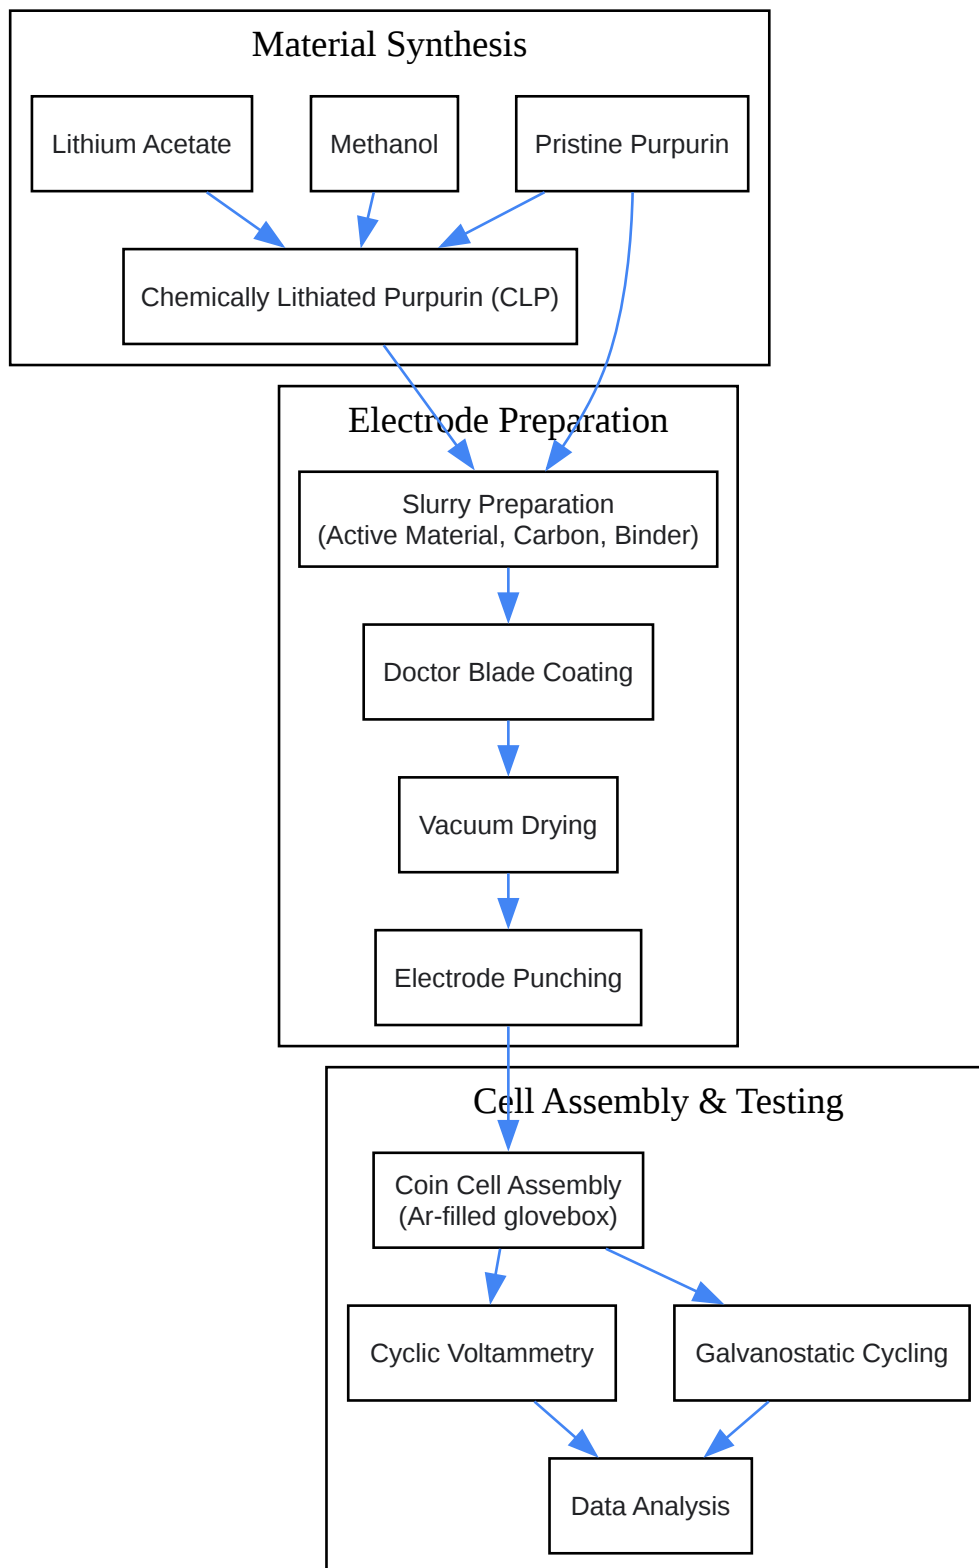 Material Synthesis
Lithium Acetate
Methanol
Pristine Purpurin
Chemically Lithiated Purpurin (CLP)
Electrode Preparation
Slurry Preparation
(Active Material, Carbon, Binder)
Doctor Blade Coating
Vacuum Drying
Electrode Punching
Cell Assembly & Testing
Coin Cell Assembly
(Ar-filled glovebox)
Cyclic Voltammetry
Galvanostatic Cycling
Data Analysis